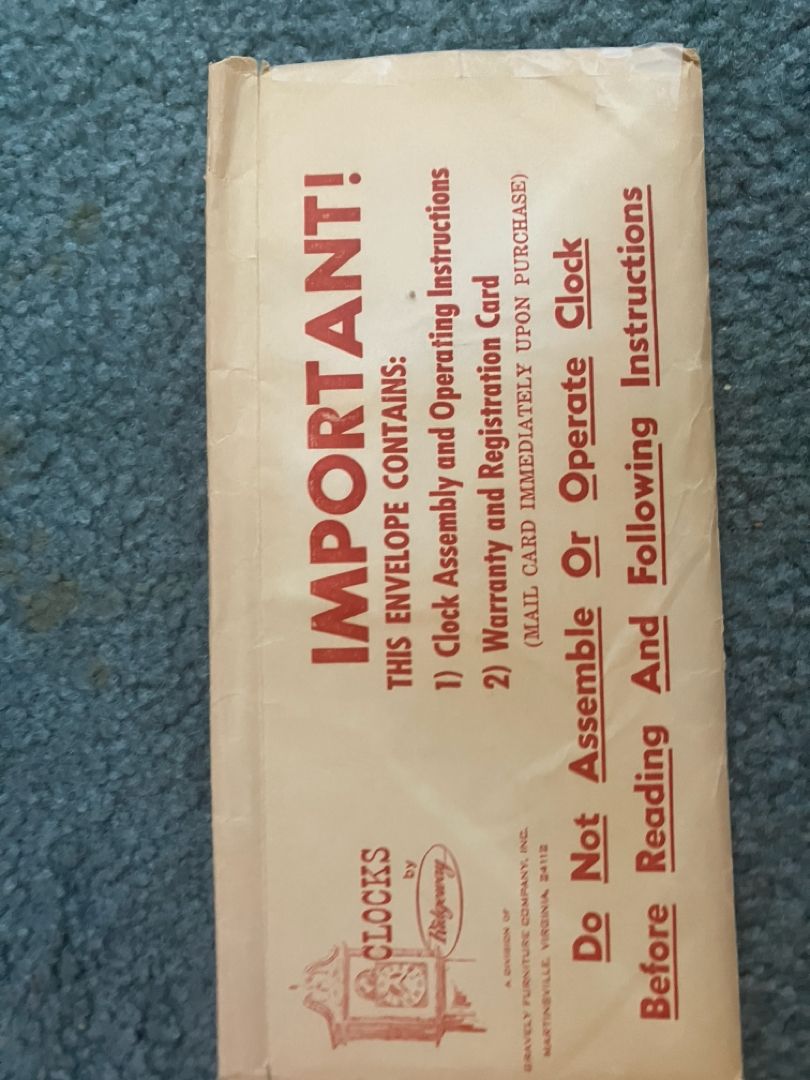 IMPORTANT!
THIS ENVELOPE CONTAINS:
1) Clock Assembly and Operating Instructions
2) Warranty and Registration Card
(MAIL CARD IMMEDIATELY UPON PURCHASE)
CLOCKS
by
Ridgeway
A DIVISION OF
GRAVELY FURNITURE COMPANY, INC.
MARTINSVILLE, VIRGINIA, 24112
Do Not Assemble Or Operate Clock
Before Reading And Following Instructions